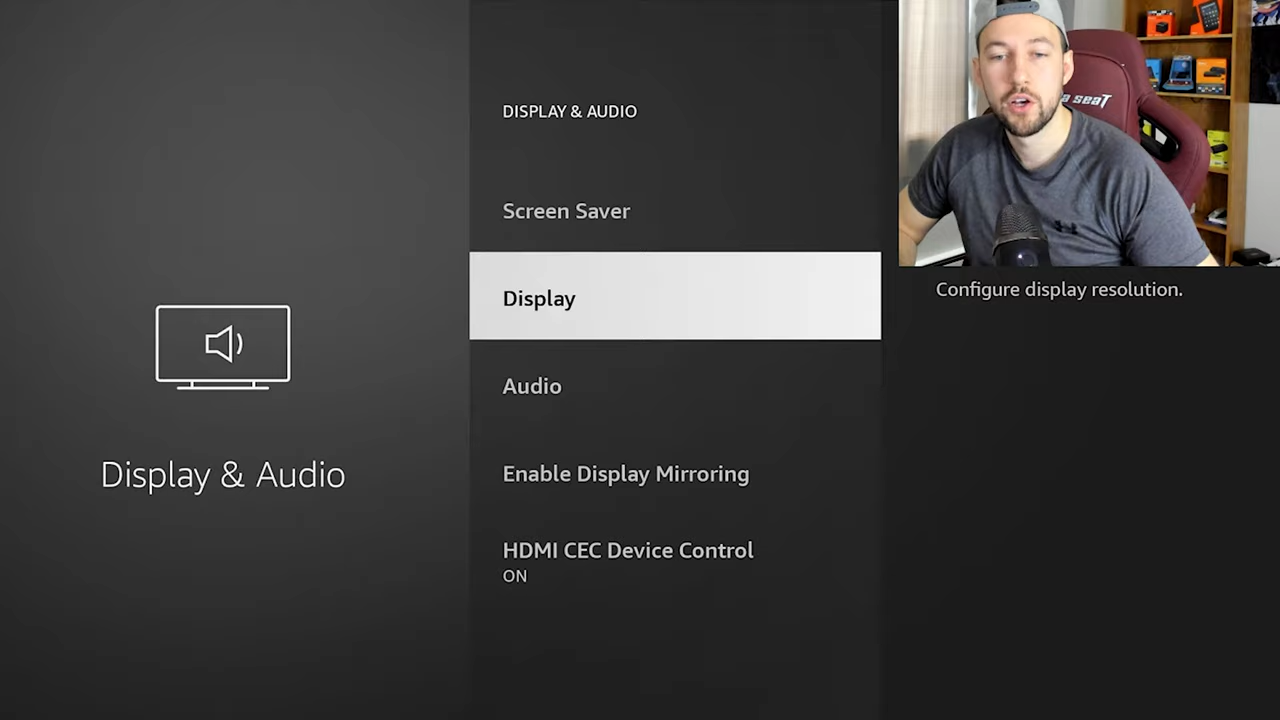 DISPLAY & AUDIO
Screen Saver
Display
Audio
Enable Display Mirroring
HDMI CEC Device Control
ON
Display & Audio
Configure display resolution.
a seat